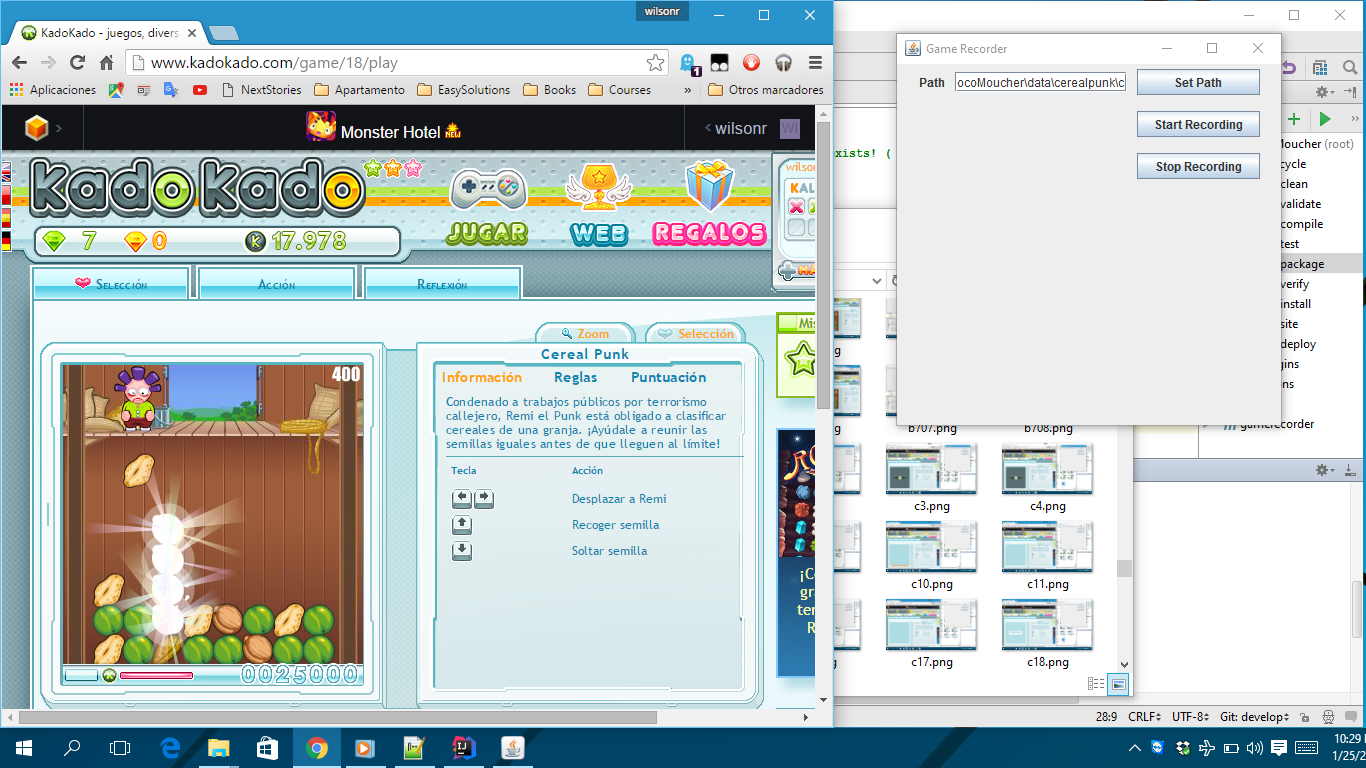 wilsonr
KadoKado - juegos, divers
www.kadokado.com/game/18/play
1
Aplicaciones
NextStories
Apartamento
EasySolutions
Books
Courses
»
Otros marcadores
Monster Hotel NEW
wilsonr
WI
KadoKado
JUGAR
WEB
REGALOS
wilson
KAL
7
0
K 17.978
Selección
Acción
Reflexión
Zoom
Selección
Mis
Cereal Punk
Información
Reglas
Puntuación
Condenado a trabajos públicos por terrorismo
callejero, Remi el Punk está obligado a clasificar
cereales de una granja. ¡Ayúdale a reunir las
semillas iguales antes de que lleguen al límite!
Tecla
Acción
Desplazar a Remi
Recoger semilla
Soltar semilla
400
0025000
Game Recorder
Path
ocoMoucher\data\cerealpunk\c
Set Path
Start Recording
Stop Recording
xists! (
Moucher (root)
cycle
clean
validate
compile
test
package
verify
install
site
deploy
gins
ns
gamerecorder
b707.png
b708.png
c3.png
c4.png
c10.png
c11.png
c17.png
c18.png
28:9
CRLF
UTF-8
Git: develop
10:29
1/25/2